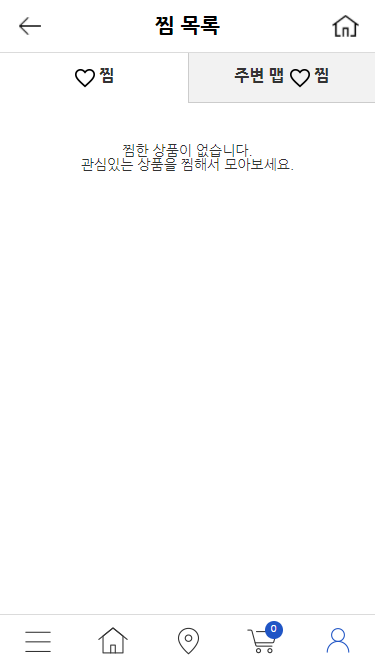 찜 목록
찜
주변 맵 찜
찜한 상품이 없습니다.
관심있는 상품을 찜해서 모아보세요.
0